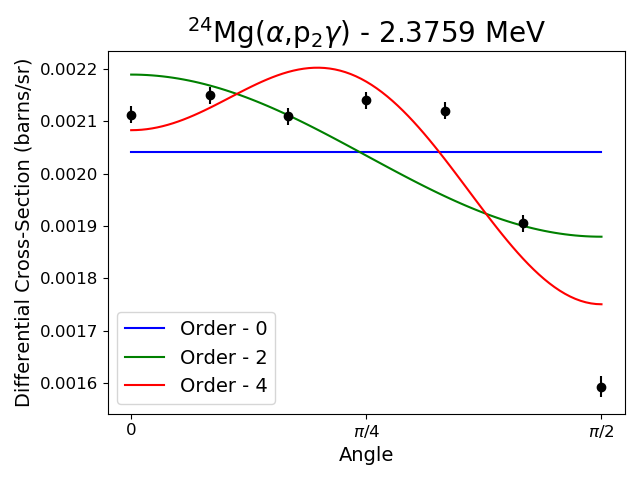 ²⁴Mg(α,p₂γ) - 2.3759 MeV
Differential Cross-Section (barns/sr)
0.0022
0.0021
0.0020
0.0019
0.0018
0.0017
0.0016
Order - 0
Order - 2
Order - 4
0 π/4 π/2
Angle